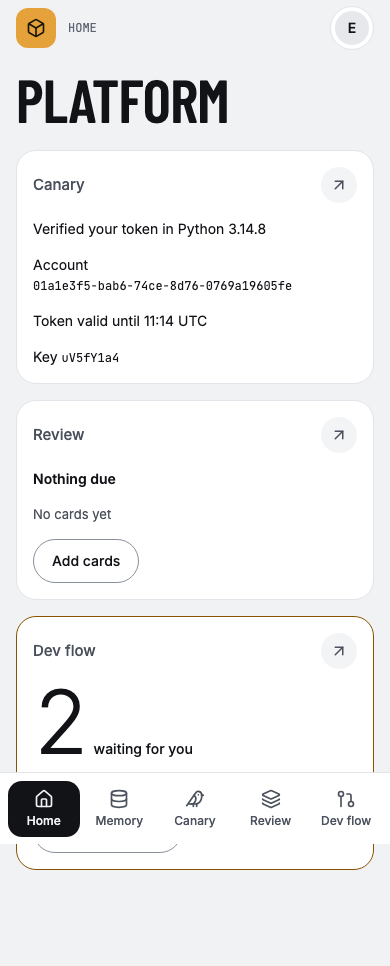 HOME
E
PLATFORM
Canary
Verified your token in Python 3.14.8
Account
01a1e3f5-bab6-74ce-8d76-0769a19605fe
Token valid until 11:14 UTC
Key uV5fY1a4
Review
Nothing due
No cards yet
Add cards
Dev flow
2 waiting for you
Home
Memory
Canary
Review
Dev flow